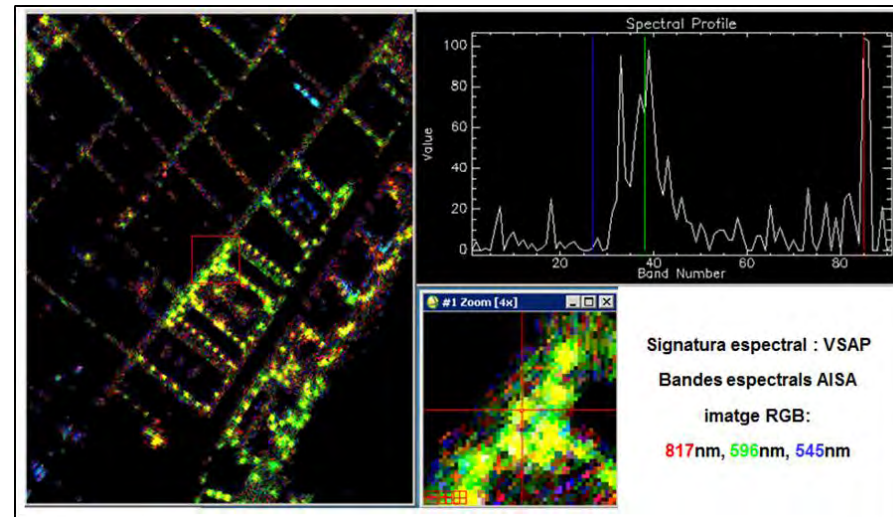 Spectral Profile
100
80
60
40
20
0
Value
20
40
60
80
Band Number
#1 Zoom [4x]
Signatura espectral : VSAP
Bandes espectrals AISA
imatge RGB:
817nm, 596nm, 545nm